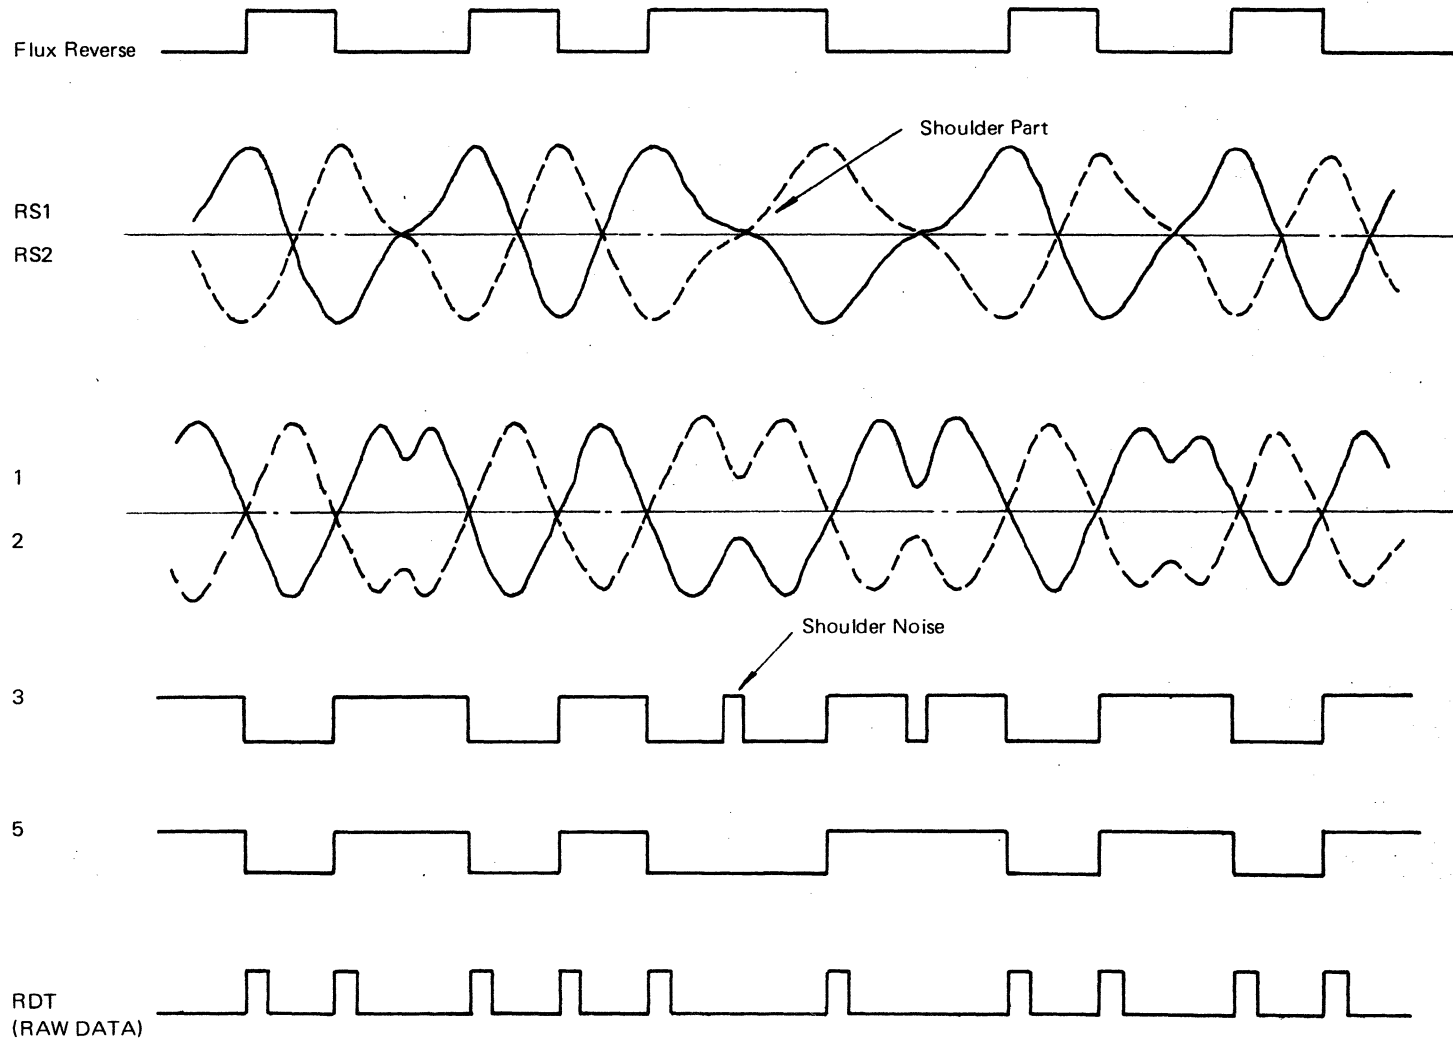 Flux Reverse
Shoulder Part
RS1
RS2
1
2
Shoulder Noise
3
5
RDT
(RAW DATA)